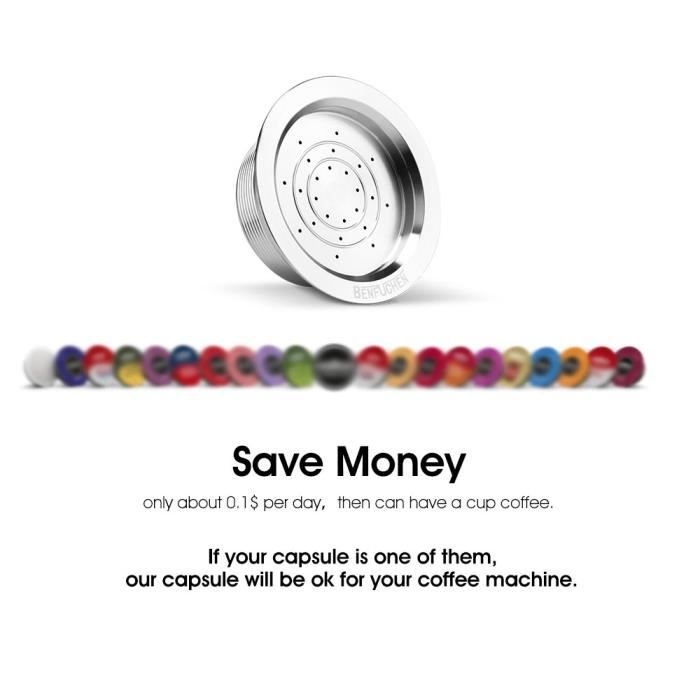 BENFUCHEN
Save Money
only about 0.1$ per day, then can have a cup coffee.
If your capsule is one of them,
our capsule will be ok for your coffee machine.